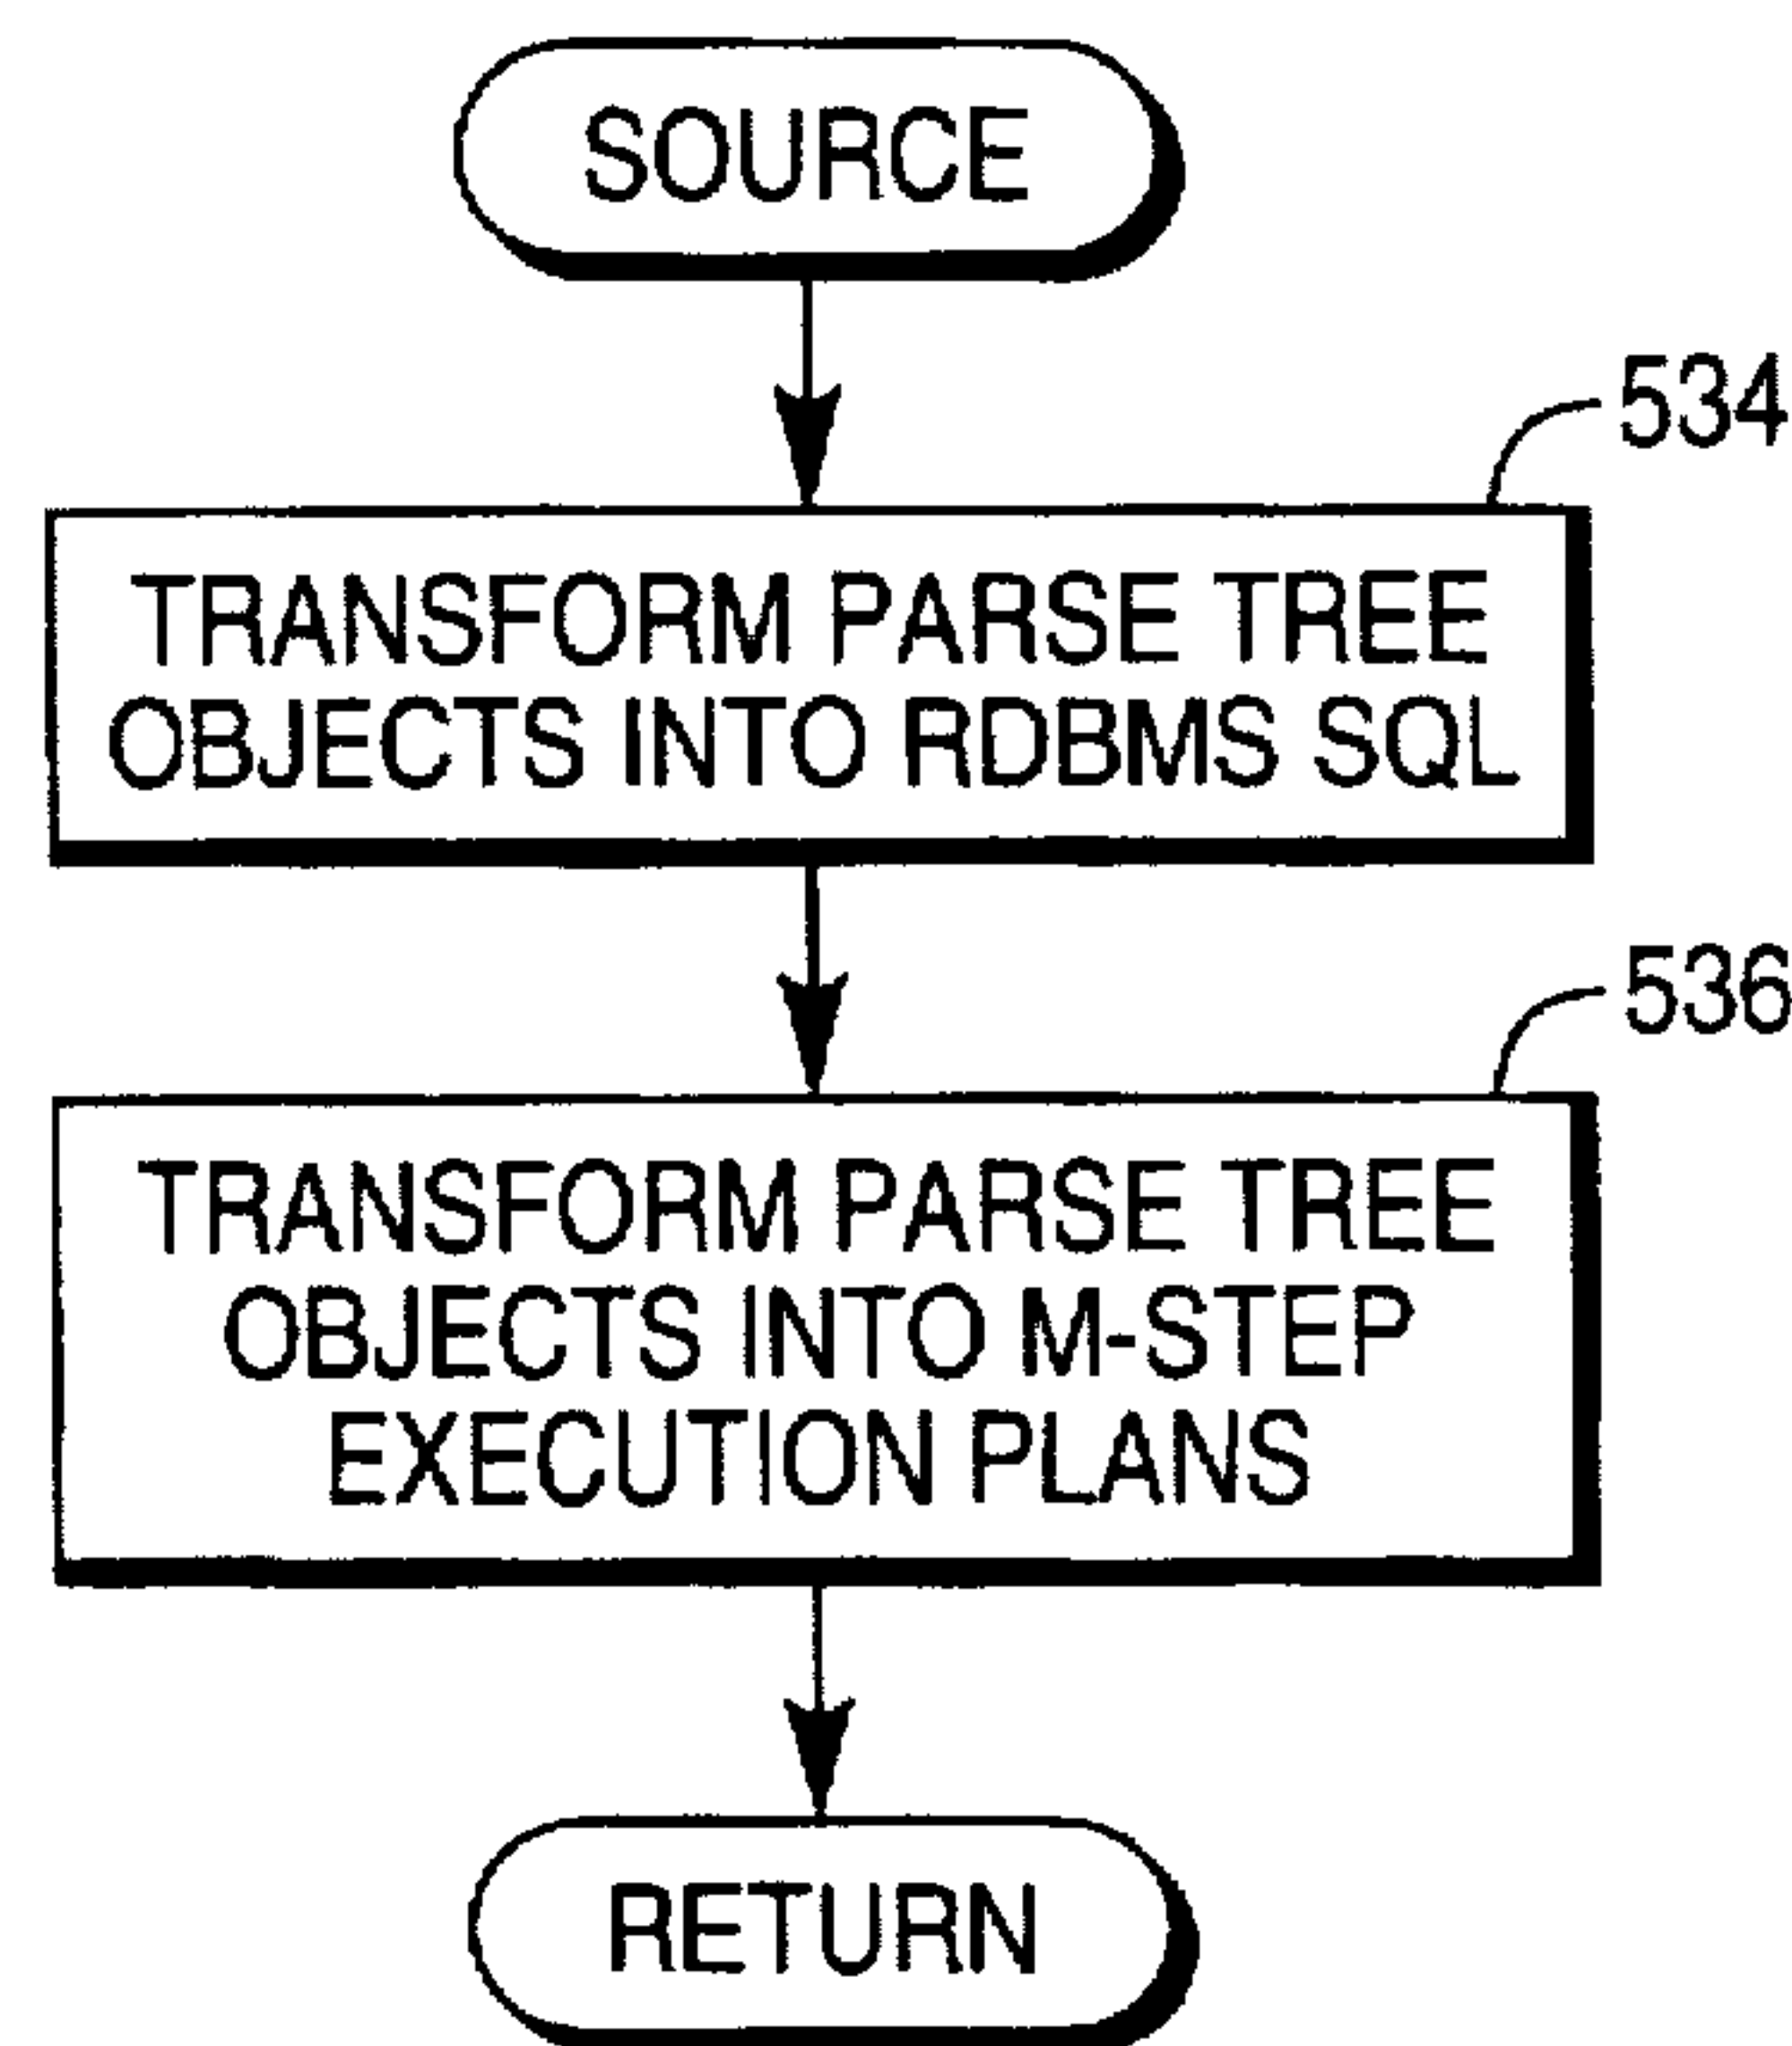 SOURCE
534
TRANSFORM PARSE TREE
OBJECTS INTO RDBMS SQL
536
TRANSFORM PARSE TREE
OBJECTS INTO M-STEP
EXECUTION PLANS
RETURN